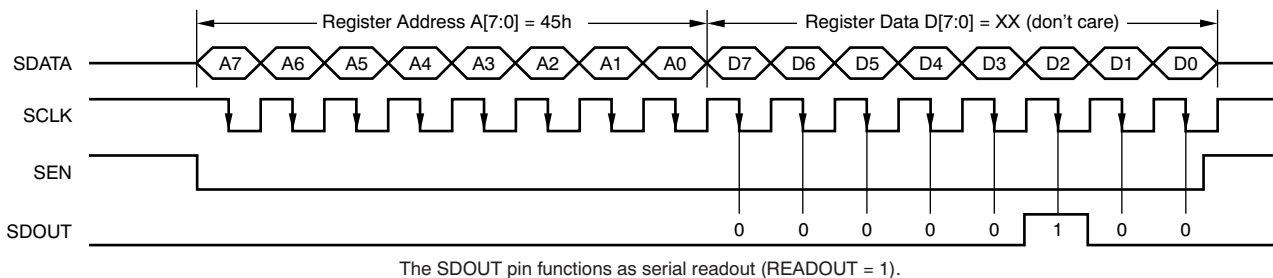 Register Address A[7:0] = 45h Register Data D[7:0] = XX (don't care)
SDATA A7 A6 A5 A4 A3 A2 A1 A0 D7 D6 D5 D4 D3 D2 D1 D0
SCLK
SEN
SDOUT 0 0 0 0 0 1 0 0
The SDOUT pin functions as serial readout (READOUT = 1).